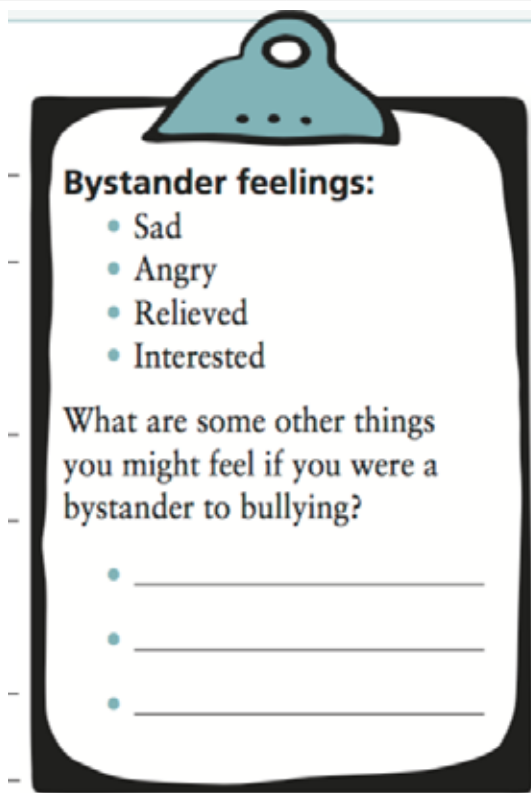 Bystander feelings:
• Sad
• Angry
• Relieved
• Interested
What are some other things
you might feel if you were a
bystander to bullying?